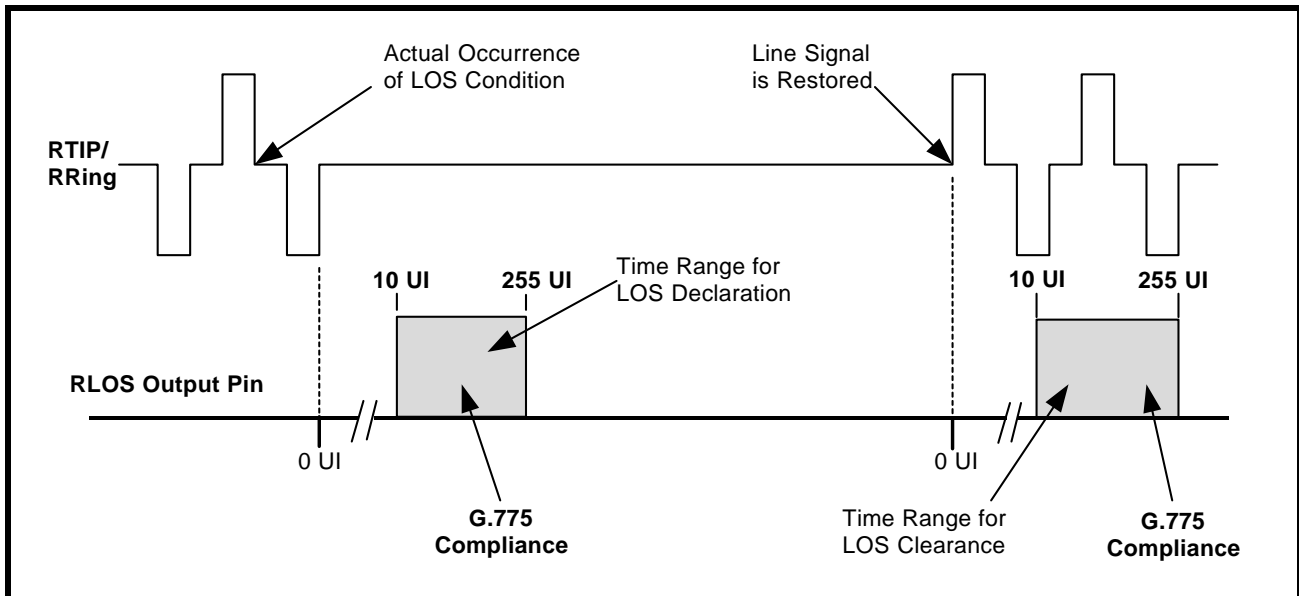 Actual Occurrence
of LOS Condition
Line Signal
is Restored
RTIP/
RRing
10 UI
255 UI
Time Range for
LOS Declaration
10 UI
255 UI
RLOS Output Pin
0 UI
0 UI
G.775
Compliance
Time Range for
LOS Clearance
G.775
Compliance